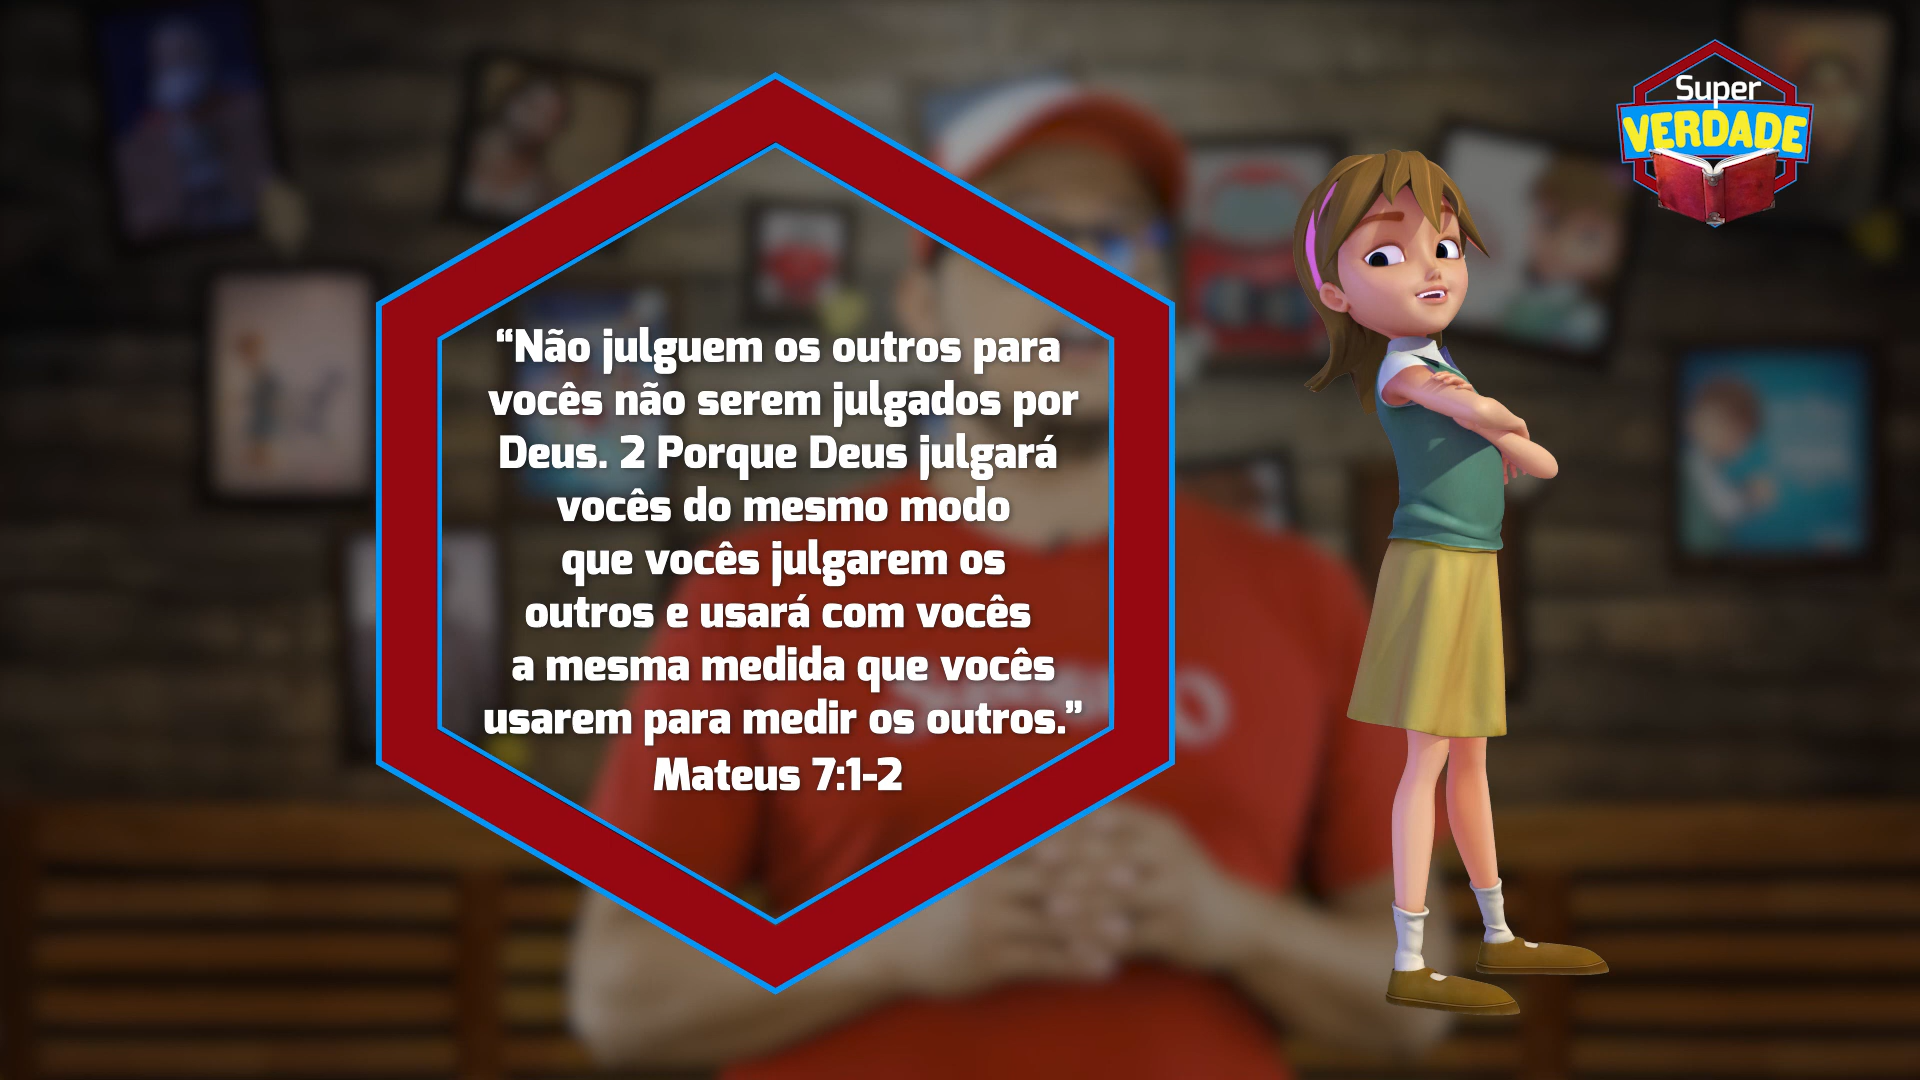 Super
VERDADE
“Não julguem os outros para
vocês não serem julgados por
Deus. 2 Porque Deus julgará
vocês do mesmo modo
que vocês julgarem os
outros e usará com vocês
a mesma medida que vocês
usarem para medir os outros.”
Mateus 7:1-2